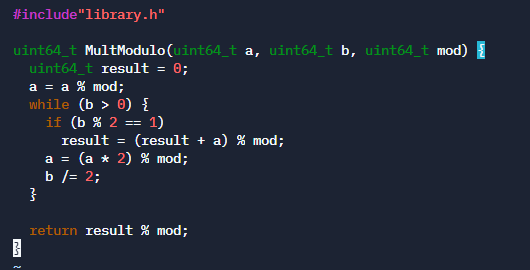 #include"library.h"

uint64_t MultModulo(uint64_t a, uint64_t b, uint64_t mod) {
  uint64_t result = 0;
  a = a % mod;
  while (b > 0) {
    if (b % 2 == 1)
      result = (result + a) % mod;
    a = (a * 2) % mod;
    b /= 2;
  }

  return result % mod;
}
~